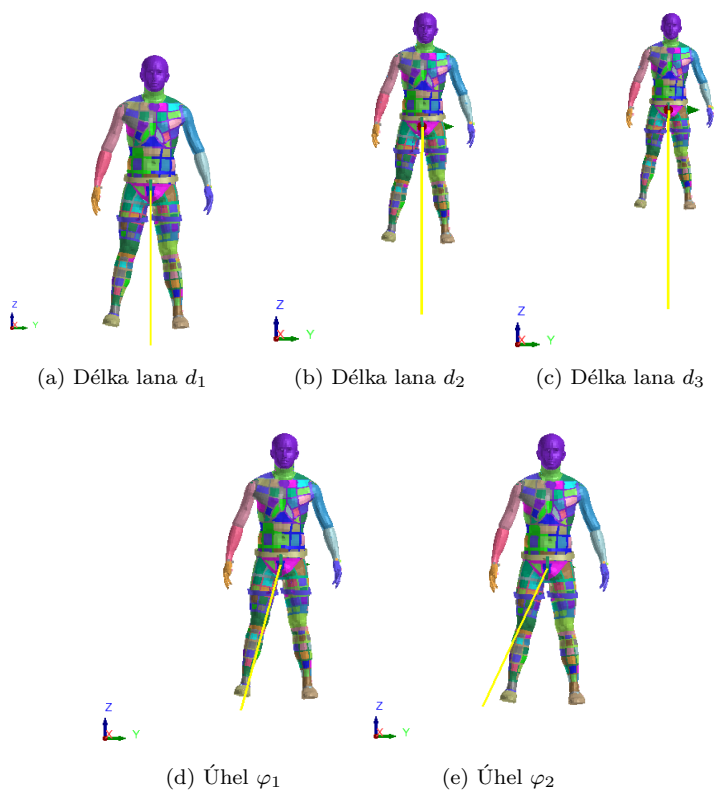 Z
X Y
Z
X Y
Z
X Y
(a) Délka lana d₁
(b) Délka lana d₂
(c) Délka lana d₃
Z
X Y
Z
X Y
(d) Úhel φ₁
(e) Úhel φ₂